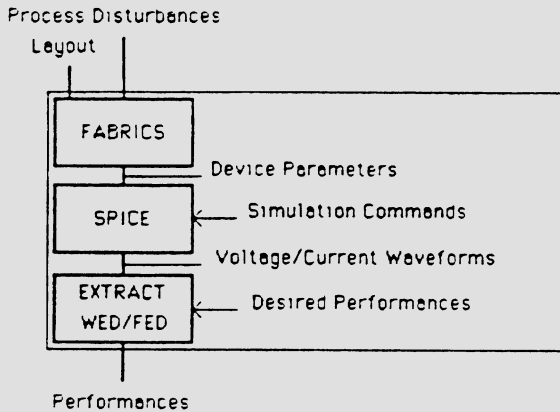 Process Disturbances
Layout
FABRICS
Device Parameters
SPICE
Simulation Commands
Voltage/Current Waveforms
EXTRACT
WED/FED
Desired Performances
Performances